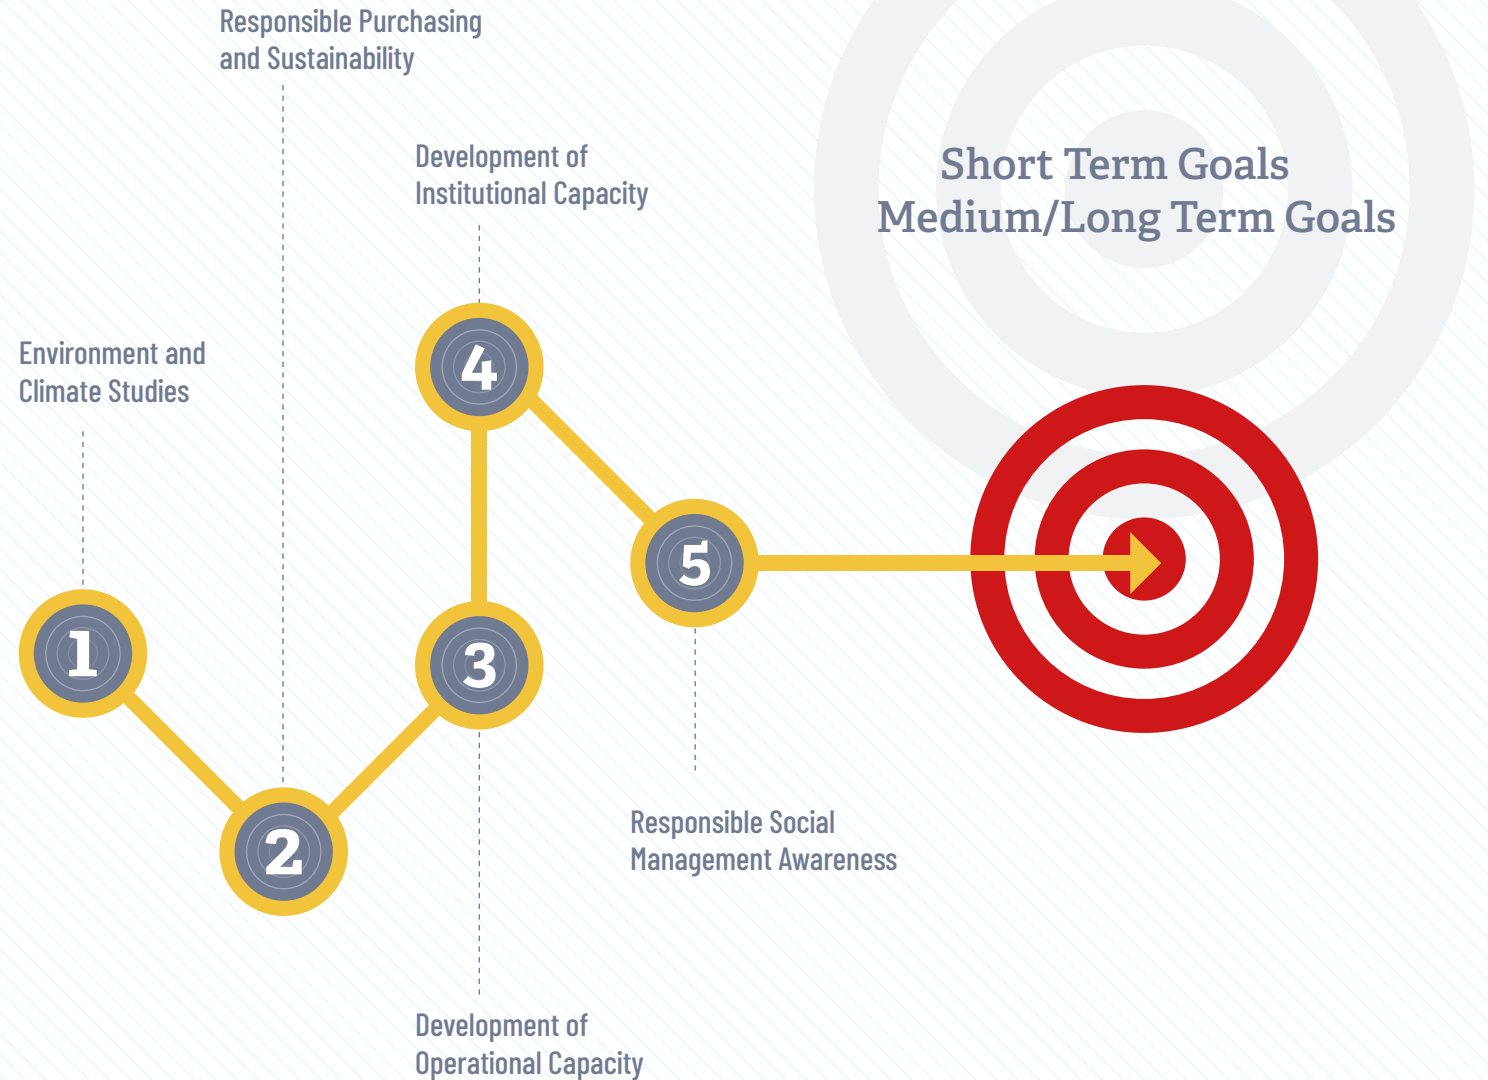 Responsible Purchasing
and Sustainability
Development of
Institutional Capacity
Short Term Goals
Medium/Long Term Goals
Environment and
Climate Studies
4
5
1
3
2
Responsible Social
Management Awareness
Development of
Operational Capacity